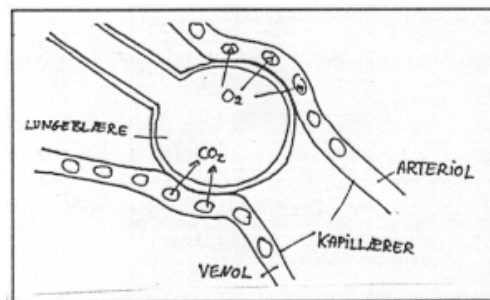 O₂
LUNGEBLÆRE
CO₂
ARTERIOL
KAPILLÆRER
VENOL